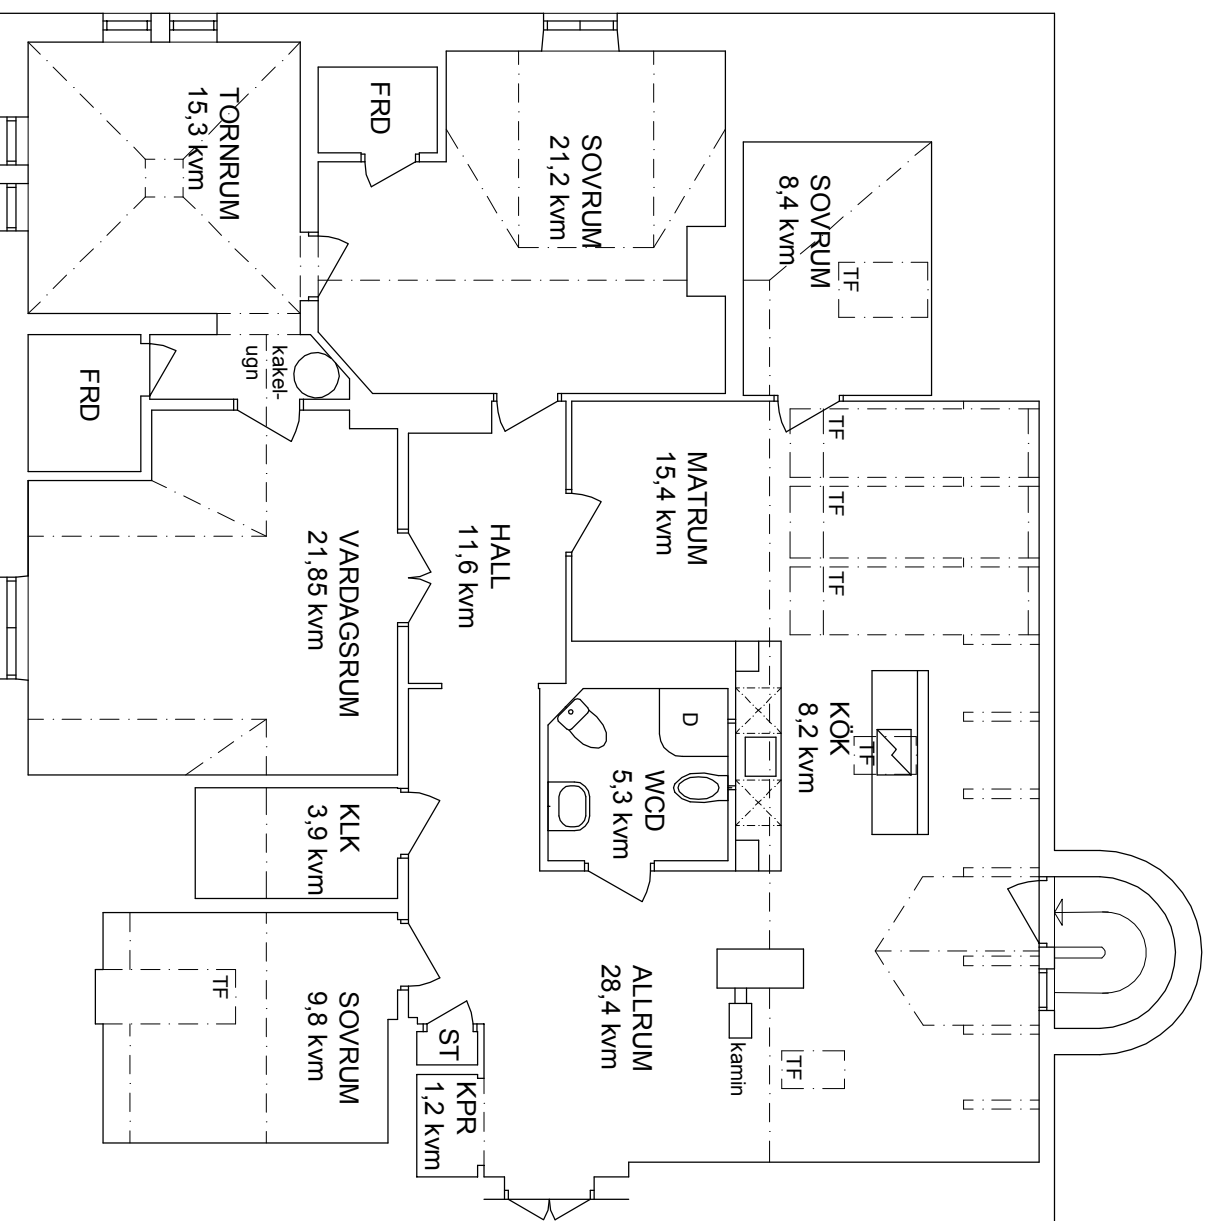 TORNRUM
15,3 kvm
FRD
SOVRUM
21,2 kvm
SOVRUM
8,4 kvm
TF
kakel-
ugn
FRD
VARDAGSRUM
21,85 kvm
HALL
11,6 kvm
MATRUM
15,4 kvm
TF
TF
TF
KÖK
8,2 kvm
TF
D
WCD
5,3 kvm
KLK
3,9 kvm
SOVRUM
9,8 kvm
TF
ST
KPR
1,2 kvm
ALLRUM
28,4 kvm
kamin
TF